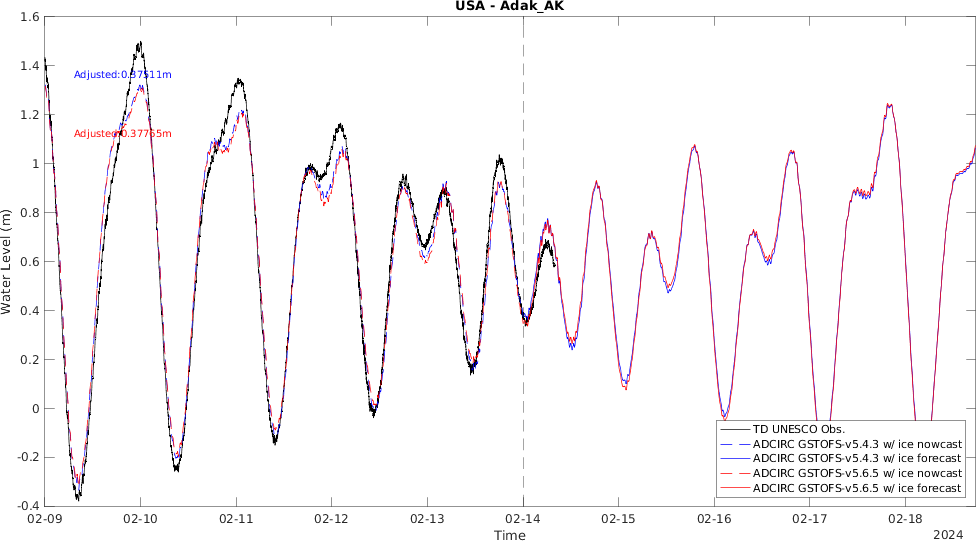 USA - Adak_AK
1.6
1.4
1.2
1
0.8
0.6
0.4
0.2
0
-0.2
-0.4
Water Level (m)
Adjusted:0.37511m
Adjusted:0.37765m
TD UNESCO Obs.
ADCIRC GSTOFS-v5.4.3 w/ ice nowcast
ADCIRC GSTOFS-v5.4.3 w/ ice forecast
ADCIRC GSTOFS-v5.6.5 w/ ice nowcast
ADCIRC GSTOFS-v5.6.5 w/ ice forecast
02-09 02-10 02-11 02-12 02-13 02-14 02-15 02-16 02-17 02-18
Time
2024